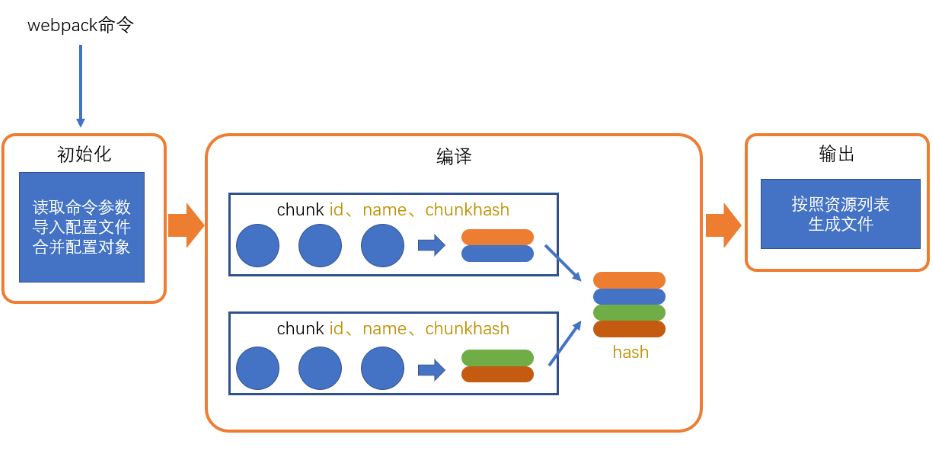 webpack命令
初始化
读取命令参数
导入配置文件
合并配置对象
编译
chunk id、name、chunkhash
chunk id、name、chunkhash
hash
输出
按照资源列表
生成文件